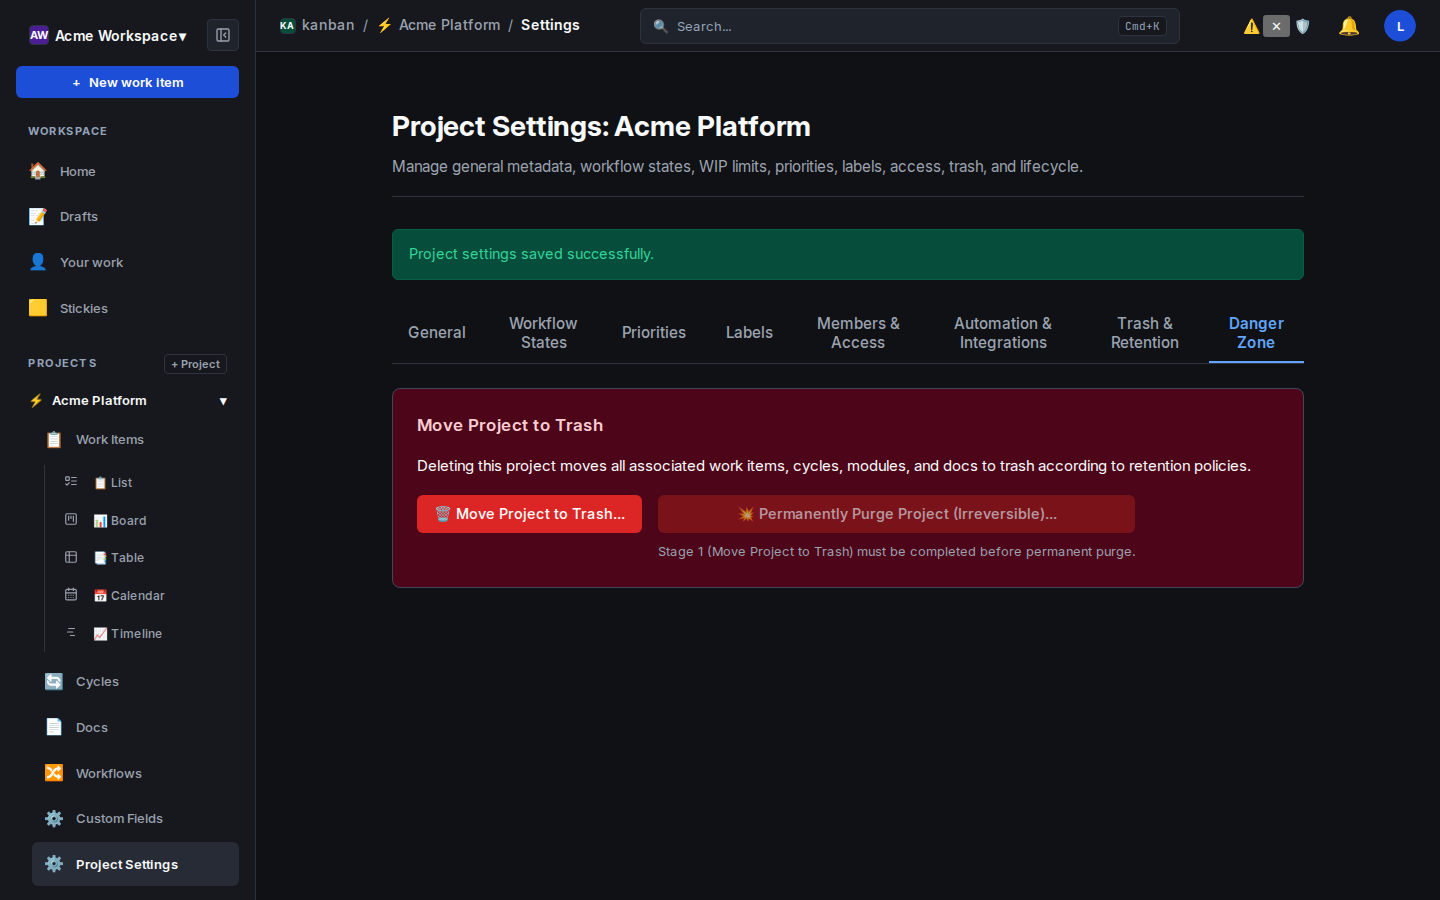 AW Acme Workspace ▾
+ New work item
WORKSPACE
Home
Drafts
Your work
Stickies
PROJECTS
+ Project
Acme Platform ▾
Work Items
List
Board
Table
Calendar
Timeline
Cycles
Docs
Workflows
Custom Fields
Project Settings
KA kanban / Acme Platform / Settings
Search...
Cmd+K
✕
L
Project Settings: Acme Platform
Manage general metadata, workflow states, WIP limits, priorities, labels, access, trash, and lifecycle.
Project settings saved successfully.
General
Workflow
States
Priorities
Labels
Members &
Access
Automation &
Integrations
Trash &
Retention
Danger
Zone
Move Project to Trash
Deleting this project moves all associated work items, cycles, modules, and docs to trash according to retention policies.
Move Project to Trash...
Permanently Purge Project (Irreversible)...
Stage 1 (Move Project to Trash) must be completed before permanent purge.